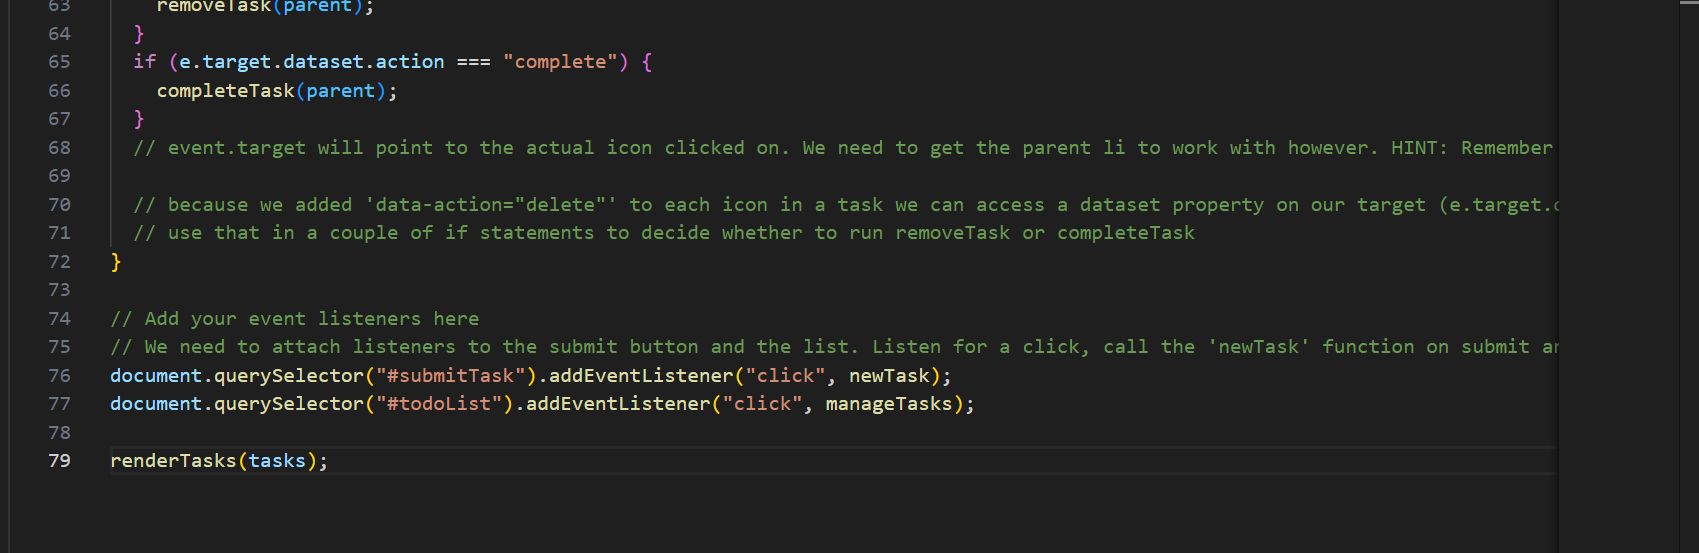 63 removeTask(parent);
64 }
65 if (e.target.dataset.action === "complete") {
66 completeTask(parent);
67 }
68 // event.target will point to the actual icon clicked on. We need to get the parent li to work with however. HINT: Remember
69
70 // because we added 'data-action="delete"' to each icon in a task we can access a dataset property on our target (e.target.
71 // use that in a couple of if statements to decide whether to run removeTask or completeTask
72 }
73
74 // Add your event listeners here
75 // We need to attach listeners to the submit button and the list. Listen for a click, call the 'newTask' function on submit
76 document.querySelector("#submitTask").addEventListener("click", newTask);
77 document.querySelector("#todoList").addEventListener("click", manageTasks);
78
79 renderTasks(tasks);